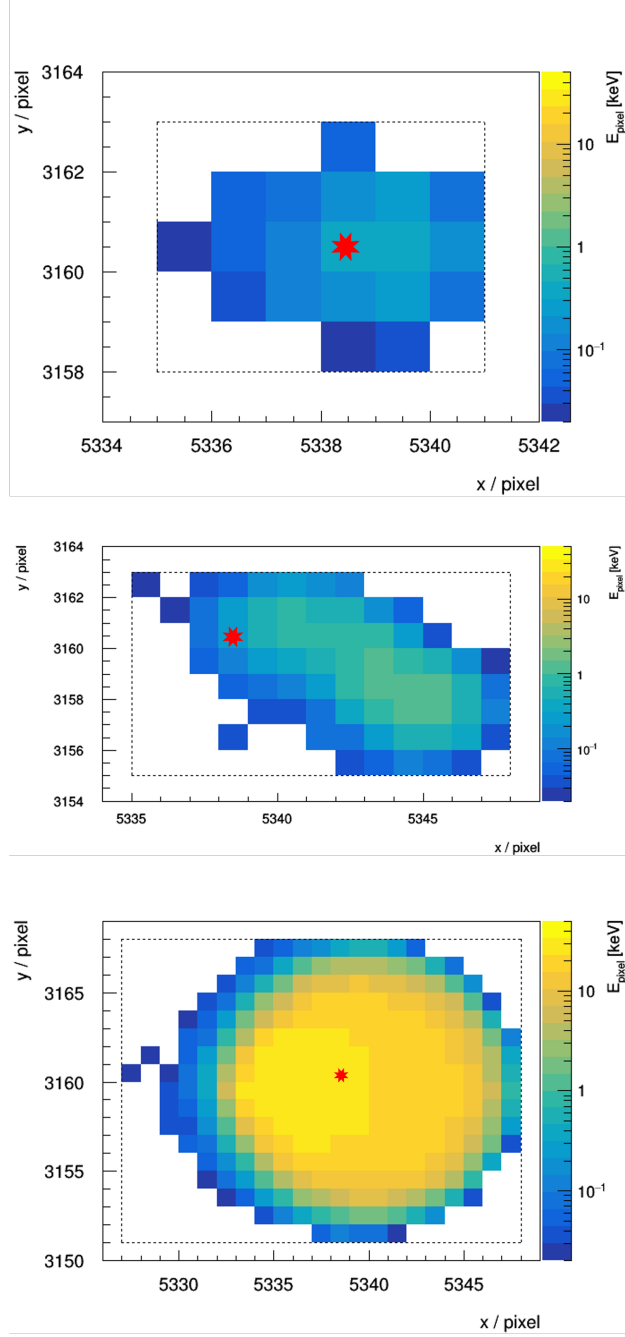 y / pixel
3164
3162
3160
3158
5334 5336 5338 5340 5342
x / pixel
10
1
10⁻¹
E_pixel [keV]
y / pixel
3164
3162
3160
3158
3156
3154
5335 5340 5345
x / pixel
10
1
10⁻¹
E_pixel [keV]
y / pixel
3165
3160
3155
3150
5330 5335 5340 5345
x / pixel
10
1
10⁻¹
E_pixel [keV]